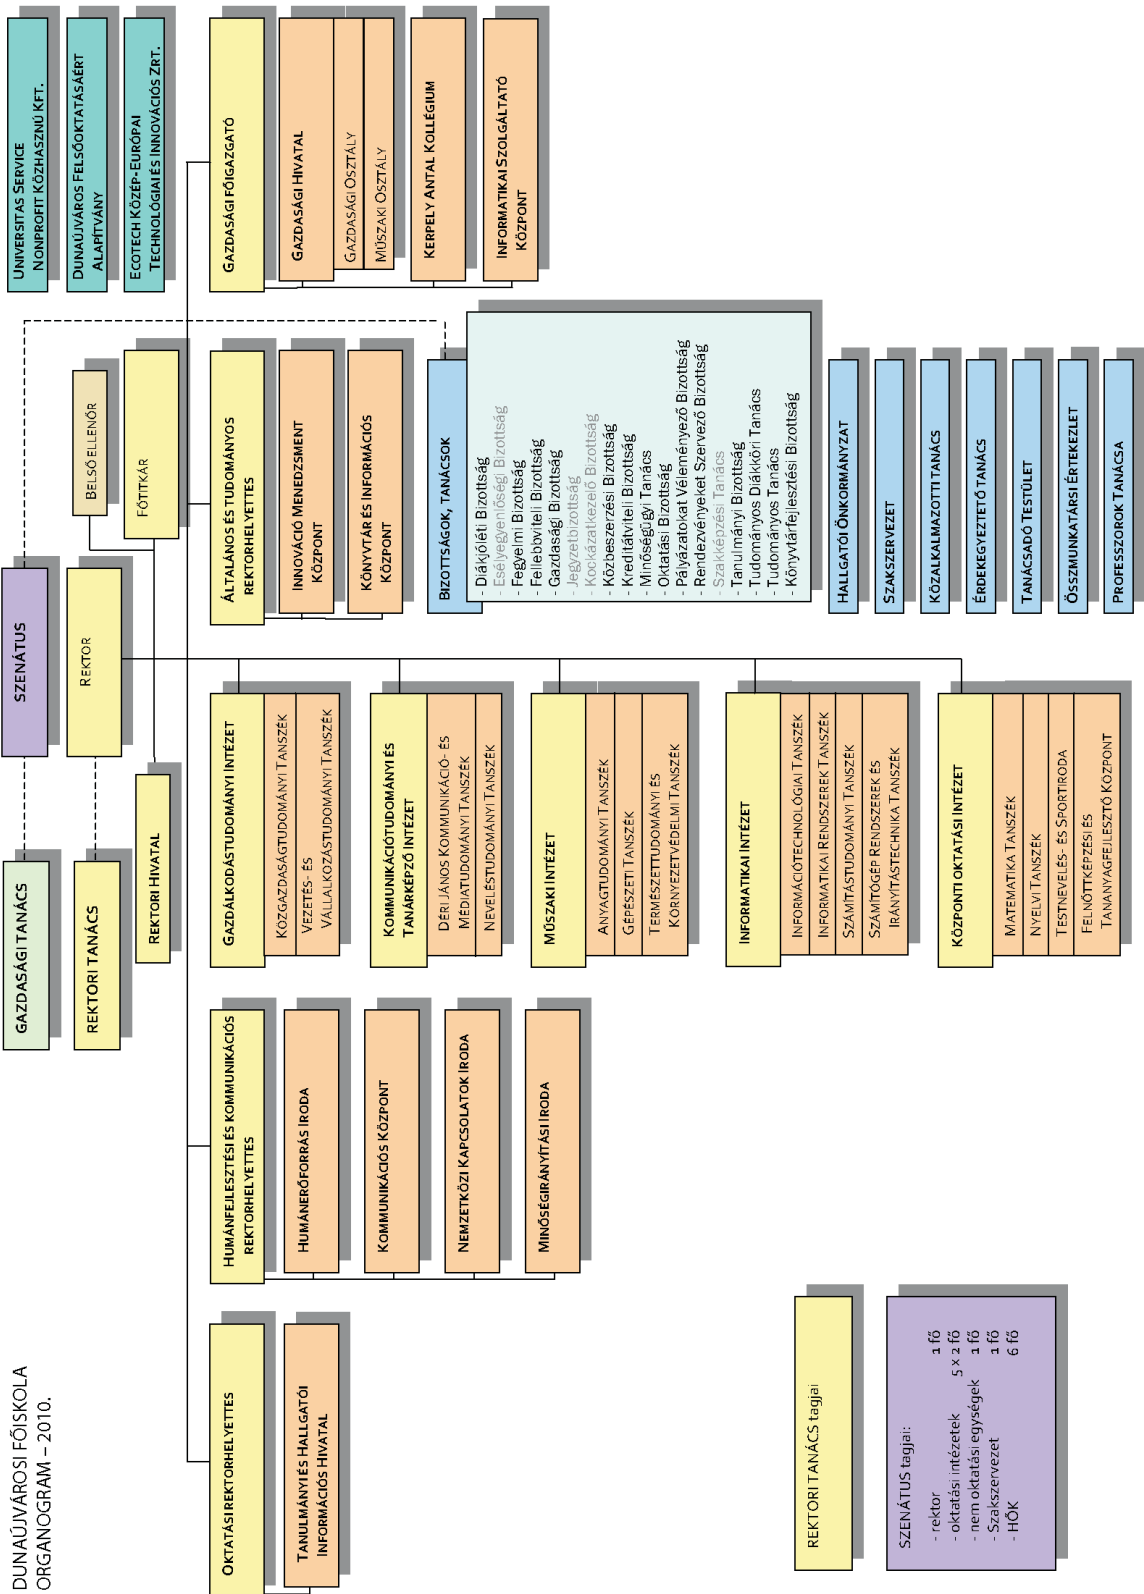 DUNAÚJVÁROSI FŐISKOLA
ORGANOGRAM – 2010.
GAZDASÁGI TANÁCS
SZENÁTUS
UNIVERSITAS SERVICE
NONPROFIT KÖZHASZNÚ KFT.
REKTORI TANÁCS
REKTOR
BELSŐ ELLENŐR
DUNAÚJVÁROS FELSŐOKTATÁSÁÉRT
ALAPÍTVÁNY
REKTORI HIVATAL
FŐTITKÁR
ECOTECH KÖZÉP-EURÓPAI
TECHNOLÓGIAI ÉS INNOVÁCIÓS ZRT.
OKTATÁSI REKTORHELYETTES
TANULMÁNYI ÉS HALLGATÓI
INFORMÁCIÓS HIVATAL
HUMÁNFEJLESZTÉSI ÉS KOMMUNIKÁCIÓS
REKTORHELYETTES
HUMÁNERŐFORRÁS IRODA
KOMMUNIKÁCIÓS KÖZPONT
NEMZETKÖZI KAPCSOLATOK IRODA
MINŐSÉGIRÁNYÍTÁSI IRODA
GAZDÁLKODÁSTUDOMÁNYI INTÉZET
KÖZGAZDASÁGTUDOMÁNYI TANSZÉK
VEZETÉS- ÉS
VÁLLALKOZÁSTUDOMÁNYI TANSZÉK
KOMMUNIKÁCIÓTUDOMÁNYI ÉS
TANÁRKÉPZŐ INTÉZET
DÉRI JÁNOS KOMMUNIKÁCIÓ- ÉS
MÉDIATUDOMÁNYI TANSZÉK
NEVELÉSTUDOMÁNYI TANSZÉK
MŰSZAKI INTÉZET
ANYAGTUDOMÁNYI TANSZÉK
GÉPÉSZETI TANSZÉK
TERMÉSZETTUDOMÁNYI ÉS
KÖRNYEZETVÉDELMI TANSZÉK
INFORMATIKAI INTÉZET
INFORMÁCIÓTECHNOLÓGIAI TANSZÉK
INFORMATIKAI RENDSZEREK TANSZÉK
SZÁMÍTÁSTUDOMÁNYI TANSZÉK
SZÁMÍTÓGÉP RENDSZEREK ÉS
IRÁNYÍTÁSTECHNIKA TANSZÉK
KÖZPONTI OKTATÁSI INTÉZET
MATEMATIKA TANSZÉK
NYELVI TANSZÉK
TESTNEVELÉS- ÉS SPORTIRODA
FELNŐTTKÉPZÉSI ÉS
TANANYAGFEJLESZTŐ KÖZPONT
ÁLTALÁNOS ÉS TUDOMÁNYOS
REKTORHELYETTES
INNOVÁCIÓ MENEDZSMENT
KÖZPONT
KÖNYVTÁR ÉS INFORMÁCIÓS
KÖZPONT
BIZOTTSÁGOK, TANÁCSOK
- Diákjóléti Bizottság
- Esélyegyenlőségi Bizottság
- Fegyelmi Bizottság
- Fellebbviteli Bizottság
- Gazdasági Bizottság
- Jegyzetbizottság
- Kockázatkezelő Bizottság
- Közbeszerzési Bizottság
- Kreditátviteli Bizottság
- Minőségügyi Tanács
- Oktatási Bizottság
- Pályázatokat Véleményező Bizottság
- Rendezvényeket Szervező Bizottság
- Szakképzési Tanács
- Tanulmányi Bizottság
- Tudományos Diákköri Tanács
- Tudományos Tanács
- Könyvtárfejlesztési Bizottság
HALLGATÓI ÖNKORMÁNYZAT
SZAKSZERVEZET
KÖZALKALMAZOTTI TANÁCS
ÉRDEKEGYEZTETŐ TANÁCS
TANÁCSADÓ TESTÜLET
ÖSSZMUNKATÁRSI ÉRTEKEZLET
PROFESSZOROK TANÁCSA
GAZDASÁGI FŐIGAZGATÓ
GAZDASÁGI HIVATAL
GAZDASÁGI OSZTÁLY
MŰSZAKI OSZTÁLY
KERPELY ANTAL KOLLÉGIUM
INFORMATIKAI SZOLGÁLTATÓ
KÖZPONT
REKTORI TANÁCS tagjai
SZENÁTUS tagjai:
- rektor 1 fő
- oktatási intézetek 5 x 2 fő
- nem oktatási egységek 1 fő
- Szakszervezet 1 fő
- HÖK 6 fő